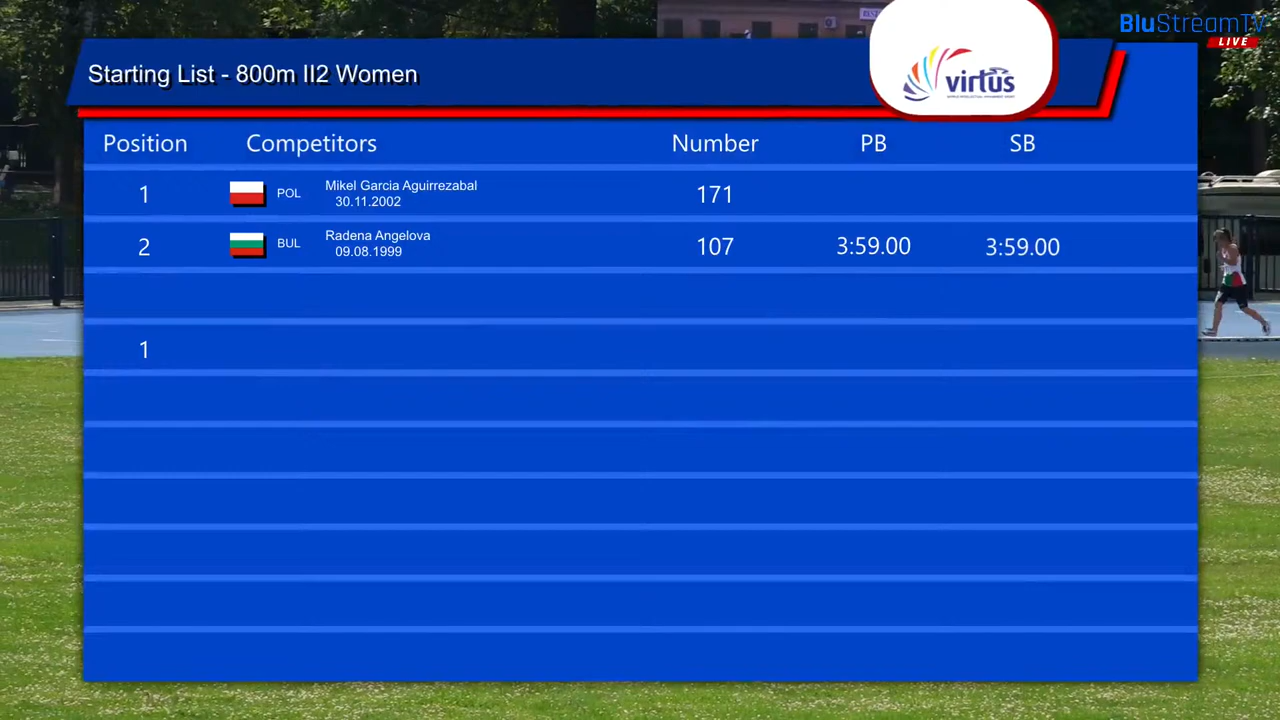 BluStreamTV
LIVE
Starting List - 800m II2 Women
virtus
Position Competitors Number PB SB
1 POL Mikel Garcia Aguirrezabal 171
30.11.2002
2 BUL Radena Angelova 107 3:59.00 3:59.00
09.08.1999
1